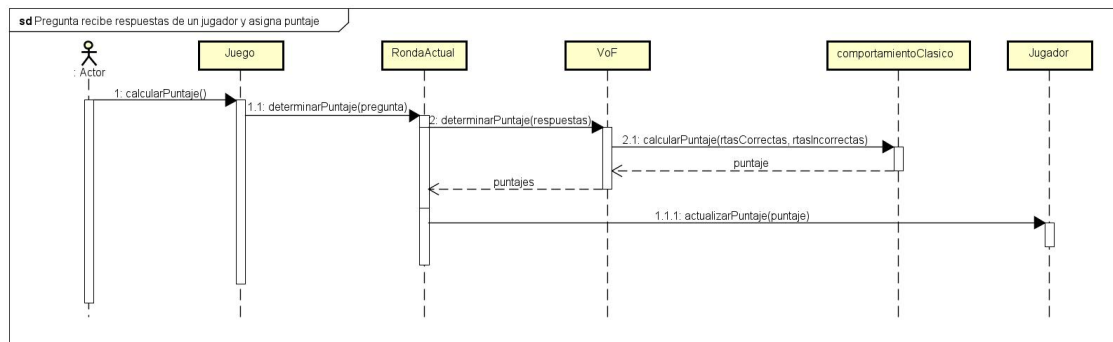 sd Pregunta recibe respuestas de un jugador y asigna puntaje
: Actor
Juego
RondaActual
VoF
comportamientoClasico
Jugador
1: calcularPuntaje()
1.1: determinarPuntaje(pregunta)
2: determinarPuntaje(respuestas)
2.1: calcularPuntaje(rtasCorrectas, rtasIncorrectas)
puntaje
puntajes
1.1.1: actualizarPuntaje(puntaje)